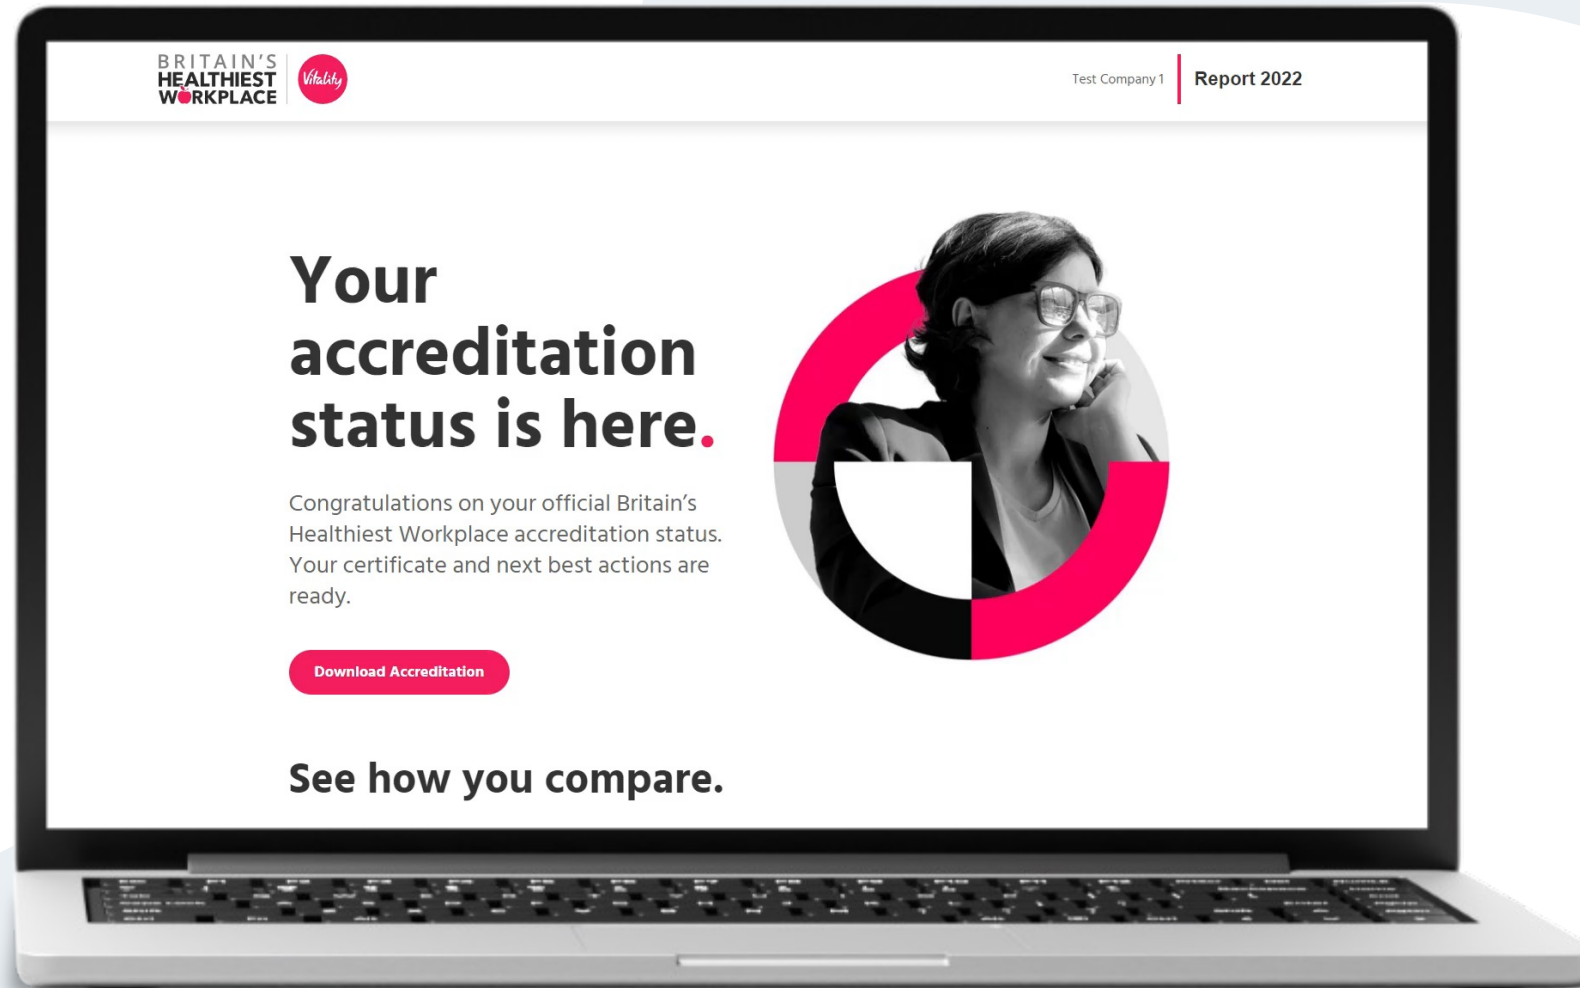 BRITAIN'S
HEALTHIEST
WORKPLACE
Vitality
Test Company 1
Report 2022
Your
accreditation
status is here.
Congratulations on your official Britain’s
Healthiest Workplace accreditation status.
Your certificate and next best actions are
ready.
Download Accreditation
See how you compare.